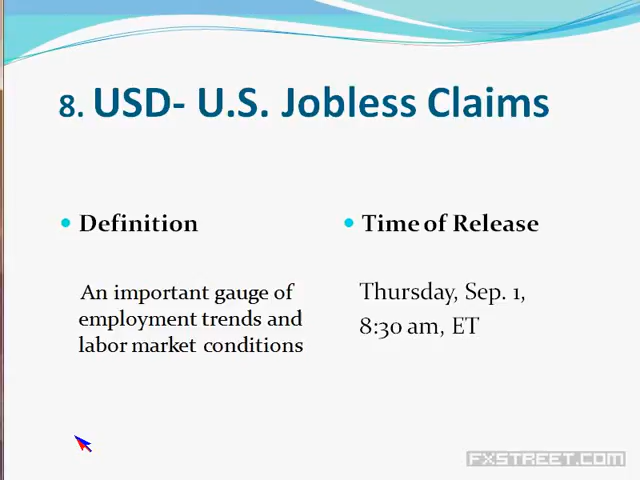 8. USD- U.S. Jobless Claims
Definition
An important gauge of
employment trends and
labor market conditions
Time of Release
Thursday, Sep. 1,
8:30 am, ET
FXSTREET.COM